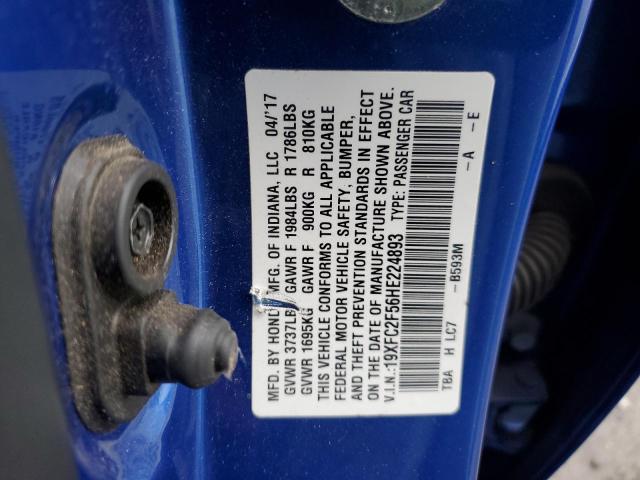 MFD. BY HONDA MFG. OF INDIANA, LLC 04/'17
GVWR 3737LBS GAWR F 1984LBS R 1786LBS
GVWR 1695KG GAWR F 900KG R 810KG
THIS VEHICLE CONFORMS TO ALL APPLICABLE
FEDERAL MOTOR VEHICLE SAFETY, BUMPER,
AND THEFT PREVENTION STANDARDS IN EFFECT
ON THE DATE OF MANUFACTURE SHOWN ABOVE.
V.I.N.:19XFC2F56HE224893 TYPE: PASSENGER CAR
TBA H LC7 -B593M -A -E